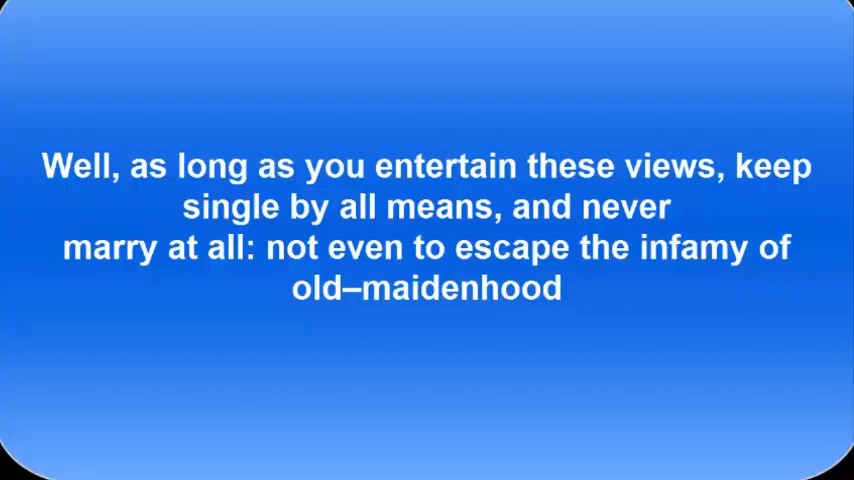 Well, as long as you entertain these views, keep
single by all means, and never
marry at all: not even to escape the infamy of
old–maidenhood